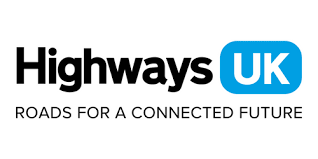 Highways UK
ROADS FOR A CONNECTED FUTURE